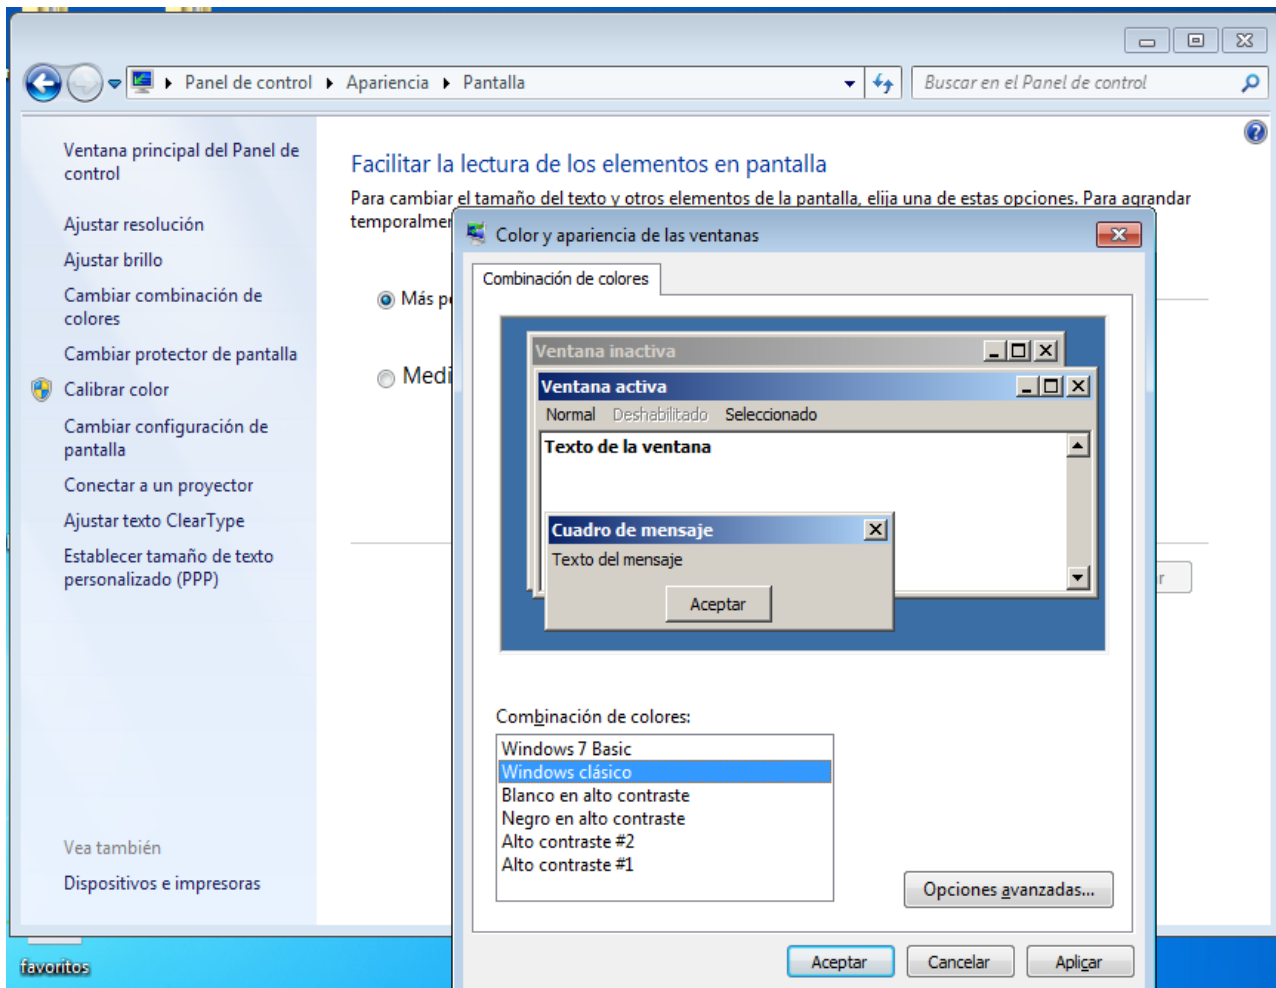 Panel de control
Apariencia
Pantalla
Buscar en el Panel de control
Ventana principal del Panel de
control
Ajustar resolución
Ajustar brillo
Cambiar combinación de
colores
Cambiar protector de pantalla
Calibrar color
Cambiar configuración de
pantalla
Conectar a un proyector
Ajustar texto ClearType
Establecer tamaño de texto
personalizado (PPP)
Vea también
Dispositivos e impresoras
Facilitar la lectura de los elementos en pantalla
Para cambiar el tamaño del texto y otros elementos de la pantalla, elija una de estas opciones. Para agrandar
Más
Color y apariencia de las ventanas
Combinación de colores
Ventana inactiva
Ventana activa
Normal Deshabilitado Seleccionado
Texto de la ventana
Cuadro de mensaje
Texto del mensaje
Aceptar
Combinación de colores:
Windows 7 Basic
Windows clásico
Blanco en alto contraste
Negro en alto contraste
Alto contraste #2
Alto contraste #1
Opciones avanzadas...
Aceptar
Cancelar
Aplicar
favoritos